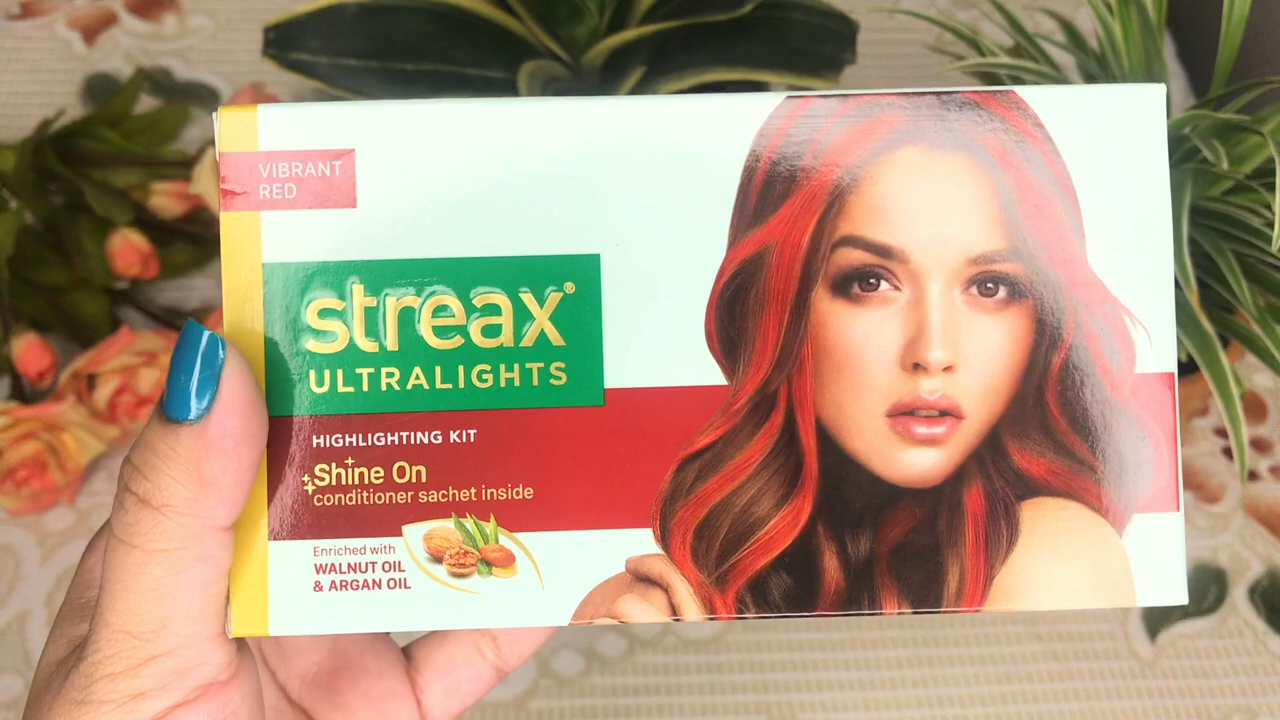 VIBRANT
RED
streax®
ULTRALIGHTS
HIGHLIGHTING KIT
Shine On
conditioner sachet inside
Enriched with
WALNUT OIL
& ARGAN OIL